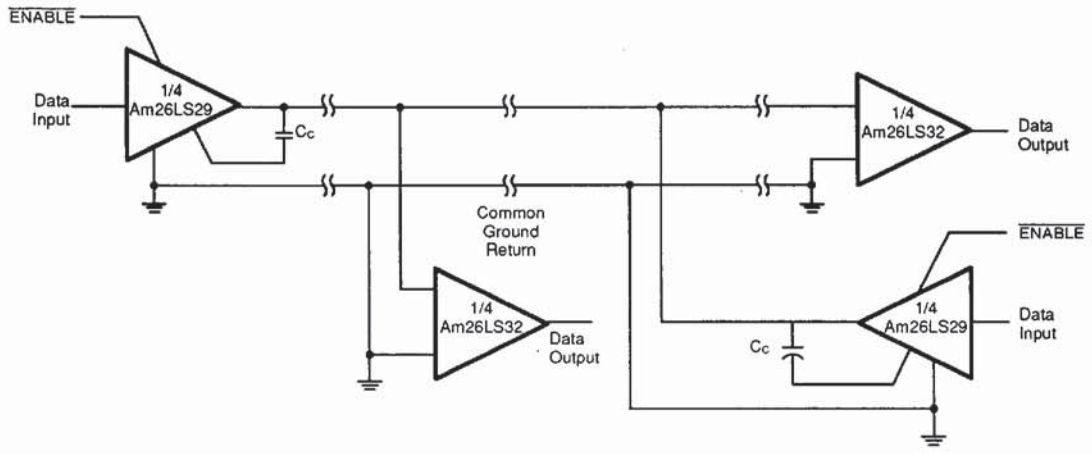 ENABLE
1/4
Am26LS29
Data
Input
Cc
1/4
Am26LS32
Data
Output
Common
Ground
Return
ENABLE
1/4
Am26LS32
Data
Output
1/4
Am26LS29
Data
Input
Cc